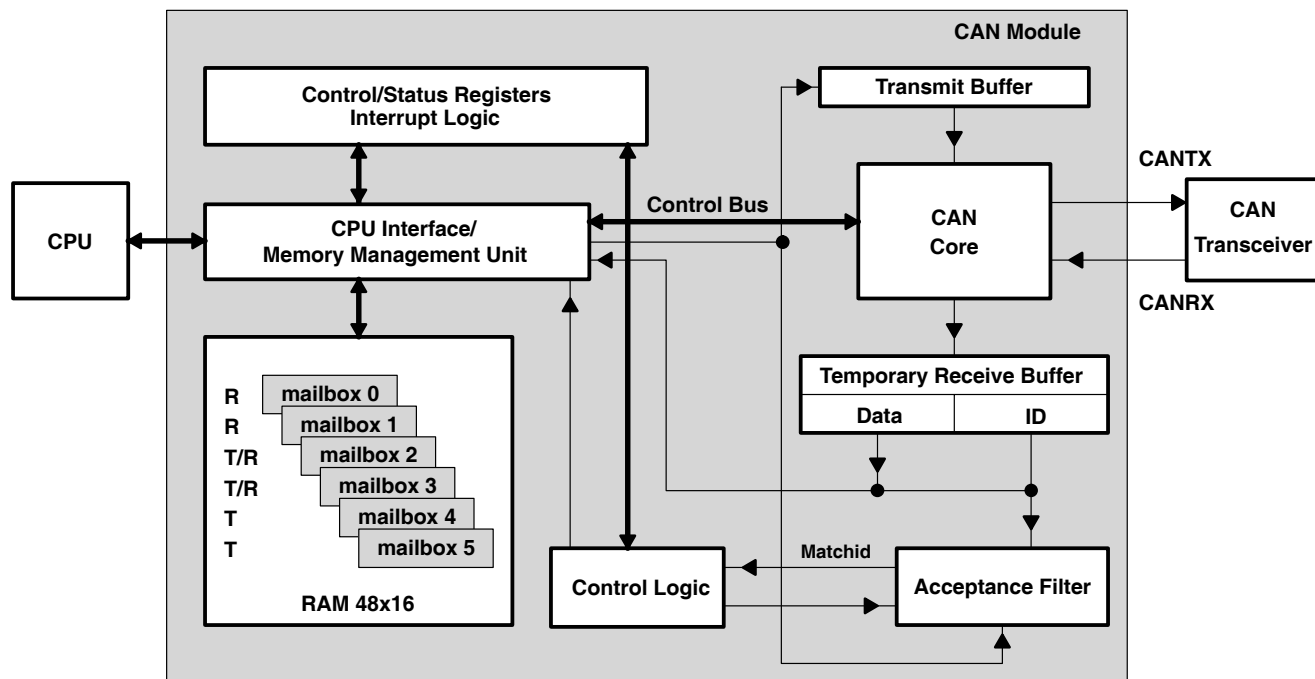 CAN Module
Control/Status Registers
Interrupt Logic
Transmit Buffer
CANTX
CPU
CPU Interface/
Memory Management Unit
Control Bus
CAN
Core
CAN
Transceiver
CANRX
Temporary Receive Buffer
Data ID
R mailbox 0
R mailbox 1
T/R mailbox 2
T/R mailbox 3
T mailbox 4
T mailbox 5
RAM 48x16
Control Logic
Matchid
Acceptance Filter